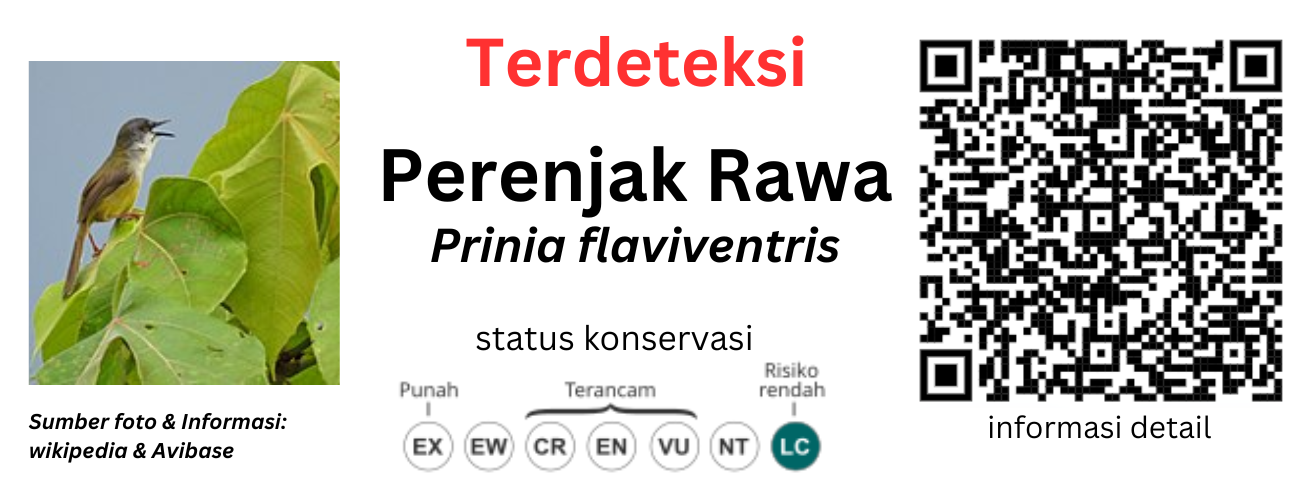 Terdeteksi
Perenjak Rawa
Prinia flaviventris
status konservasi
Punah
Terancam
Risiko
rendah
EX EW CR EN VU NT LC
Sumber foto & Informasi:
wikipedia & Avibase
informasi detail